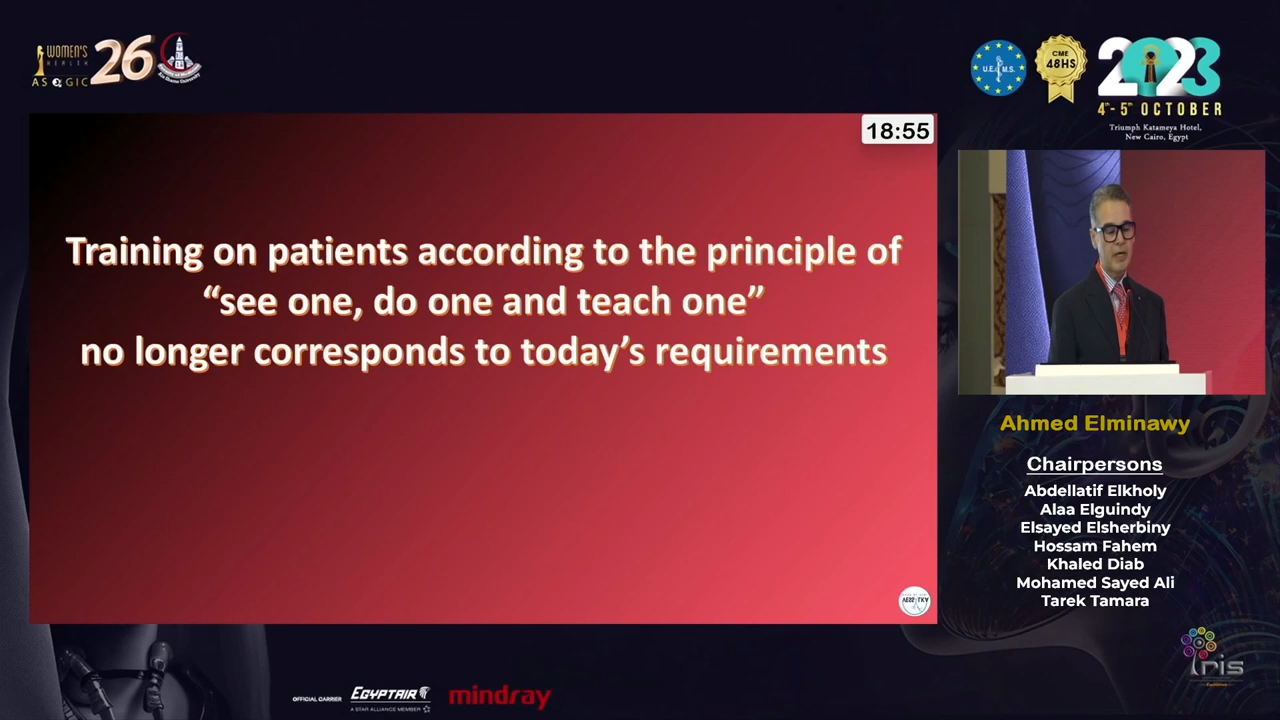 WOMEN'S
HEALTH
ASOGIC
26
U.E.M.S.
CME
48HS
2023
4th - 5th OCTOBER
Triumph Katameya Hotel,
New Cairo, Egypt
18:55
Training on patients according to the principle of
“see one, do one and teach one”
no longer corresponds to today’s requirements
Ahmed Elminawy
Chairpersons
Abdellatif Elkholy
Alaa Elguindy
Elsayed Elsherbiny
Hossam Fahem
Khaled Diab
Mohamed Sayed Ali
Tarek Tamara
iris
OFFICIAL CARRIER
EGYPTAIR
A STAR ALLIANCE MEMBER
mindray